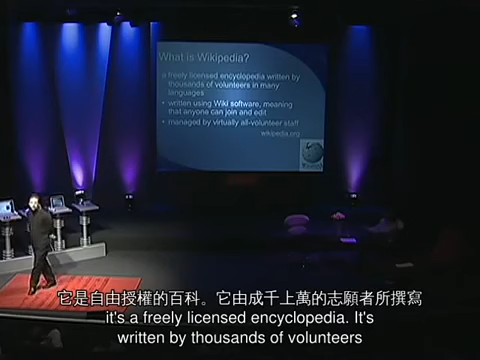 What is Wikipedia?
a freely licensed encyclopedia written by
thousands of volunteers in many
languages
• written using Wiki software, meaning
that anyone can join and edit
• managed by virtually all-volunteer staff
wikipedia.org
它是自由授權的百科。它由成千上萬的志願者所撰寫
it's a freely licensed encyclopedia. It's
written by thousands of volunteers